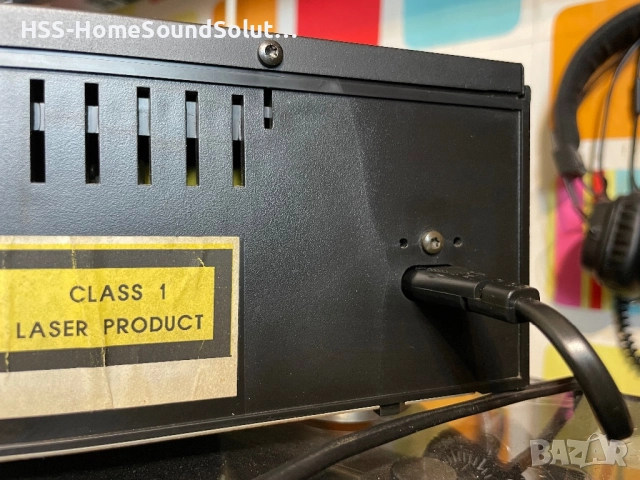 HSS-HomeSoundSolut...
CLASS 1
LASER PRODUCT
BAZAR